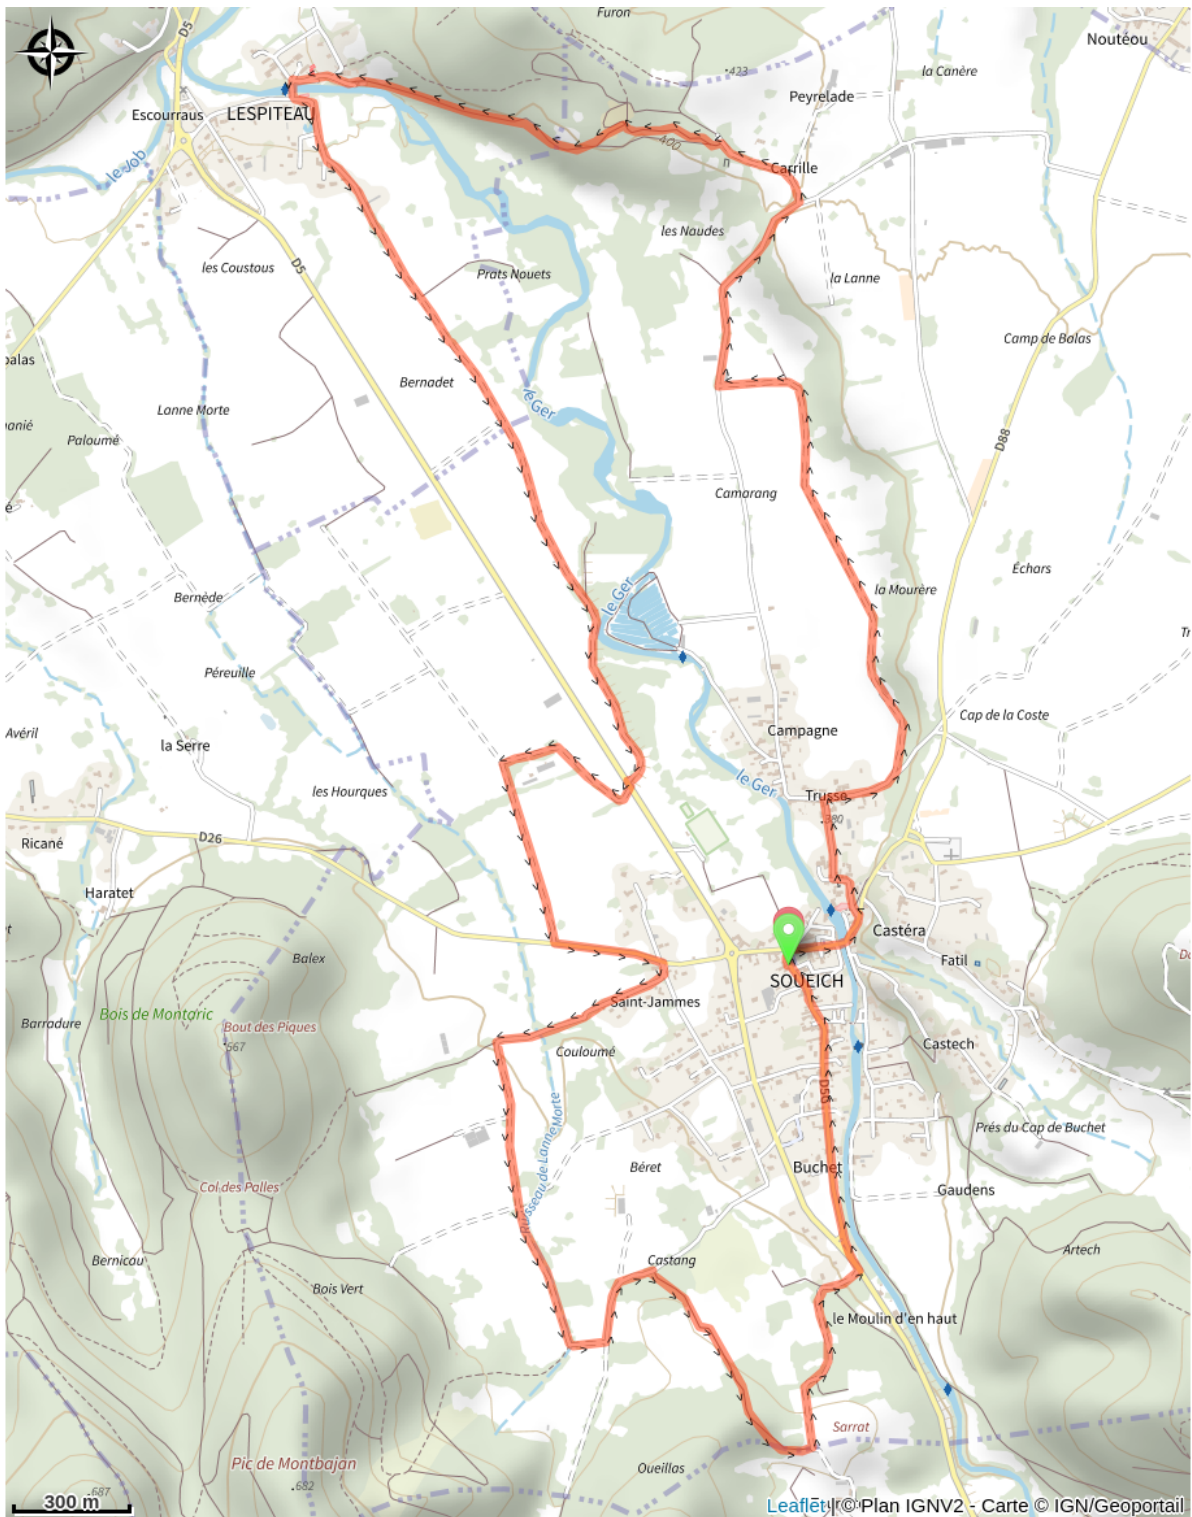 Furon
D5
Noutéou
423
la Canère
Peyrelade
Escourraus
LESPITEAU
le Job
400
Carrille
les Naudes
les Coustous
D5
Prats Nouets
la Lanne
Camp de Balas
Bernadet
le Ger
Lanne Morte
Paloumé
D88
Camarang
Échars
le Ger
la Mourère
Bernède
Péreuille
Avéril
la Serre
Cap de la Coste
Campagne
les Hourques
le Ger
Trusse
380
D26
Ricané
Haratet
Castéra
Balex
Fatil
SOUEICH
Saint-Jammes
Bois de Montaric
Barradure
Bout des Piques
567
Couloumé
Castech
D50
Prés du Cap de Buchet
Béret
Buchet
Col des Palles
Gaudens
Bernicau
Castang
Artech
Bois Vert
le Moulin d'en haut
Sarrat
Pic de Montbajan
Oueillas
687
682
300 m
Leaflet | © Plan IGNV2 - Carte © IGN/Geoportail